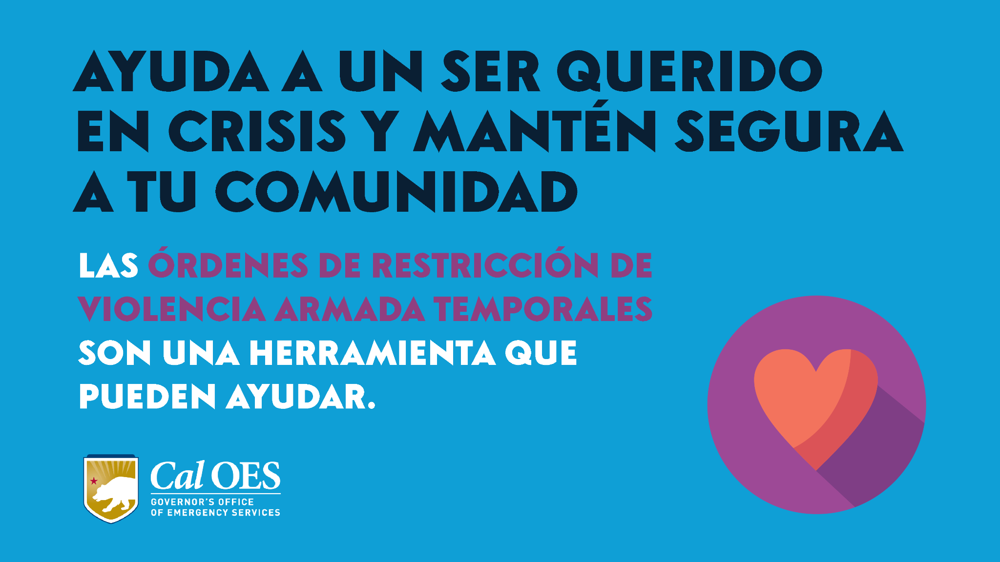 AYUDA A UN SER QUERIDO
EN CRISIS Y MANTÉN SEGURA
A TU COMUNIDAD
LAS ÓRDENES DE RESTRICCIÓN DE
VIOLENCIA ARMADA TEMPORALES
SON UNA HERRAMIENTA QUE
PUEDEN AYUDAR.
Cal OES
GOVERNOR'S OFFICE
OF EMERGENCY SERVICES